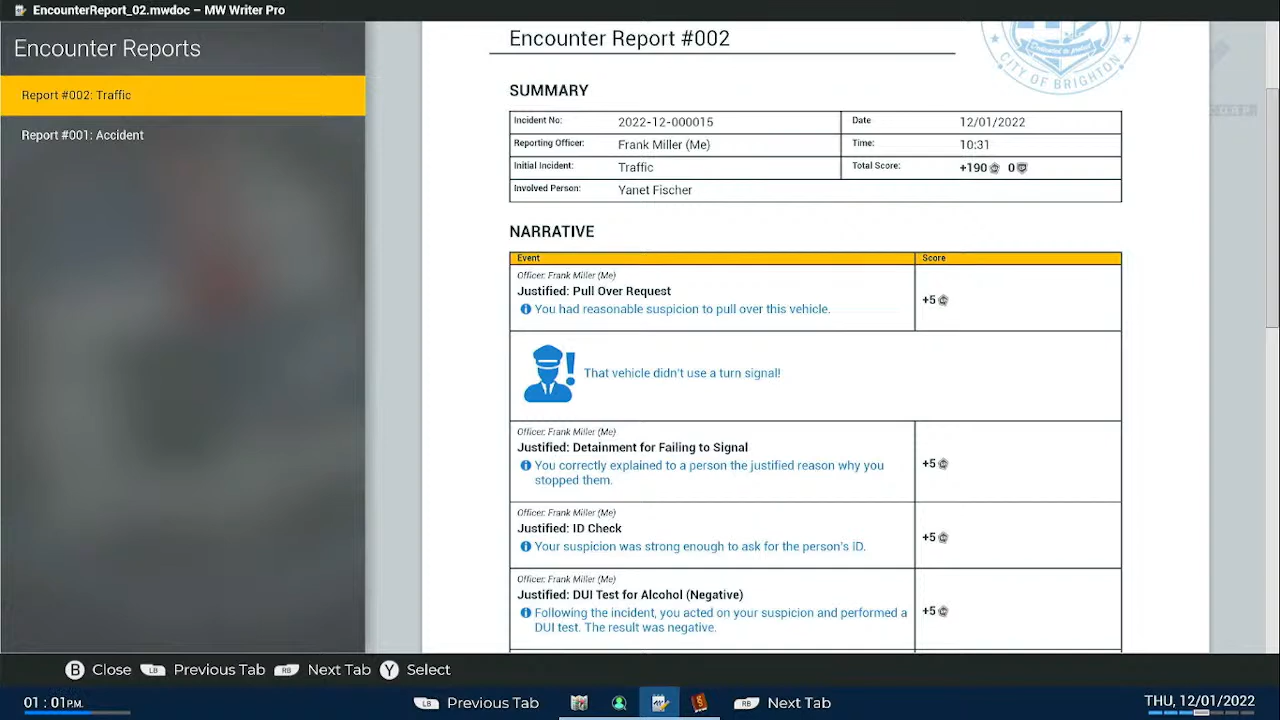 EncounterReport_02.mwdoc – MW Writer Pro
Encounter Reports
Report #002: Traffic
Report #001: Accident
Encounter Report #002
Dedicated to protect
CITY OF BRIGHTON
SUMMARY
Incident No: 2022-12-000015 Date 12/01/2022
Reporting Officer: Frank Miller (Me) Time: 10:31
Initial Incident: Traffic Total Score: +190 0
Involved Person: Yanet Fischer
NARRATIVE
Event Score
Officer: Frank Miller (Me)
Justified: Pull Over Request
You had reasonable suspicion to pull over this vehicle.
+5
That vehicle didn't use a turn signal!
Officer: Frank Miller (Me)
Justified: Detainment for Failing to Signal
You correctly explained to a person the justified reason why you
stopped them.
+5
Officer: Frank Miller (Me)
Justified: ID Check
Your suspicion was strong enough to ask for the person's ID.
+5
Officer: Frank Miller (Me)
Justified: DUI Test for Alcohol (Negative)
Following the incident, you acted on your suspicion and performed a
DUI test. The result was negative.
+5
B Close LB Previous Tab RB Next Tab Y Select
01 : 01 P.M. LB Previous Tab RB Next Tab THU, 12/01/2022